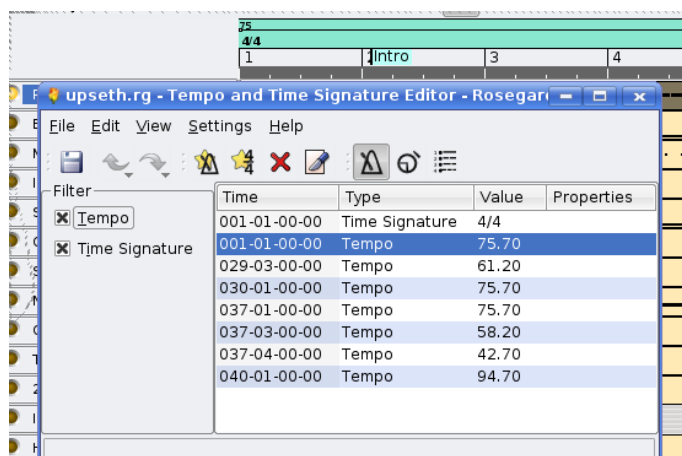 75
4/4
1 2 Intro 3 4
upseth.rg - Tempo and Time Signature Editor - Rosegar
File Edit View Settings Help
Filter
Tempo
Time Signature
Time Type Value Properties
001-01-00-00 Time Signature 4/4
001-01-00-00 Tempo 75.70
029-03-00-00 Tempo 61.20
030-01-00-00 Tempo 75.70
037-01-00-00 Tempo 75.70
037-03-00-00 Tempo 58.20
037-04-00-00 Tempo 42.70
040-01-00-00 Tempo 94.70